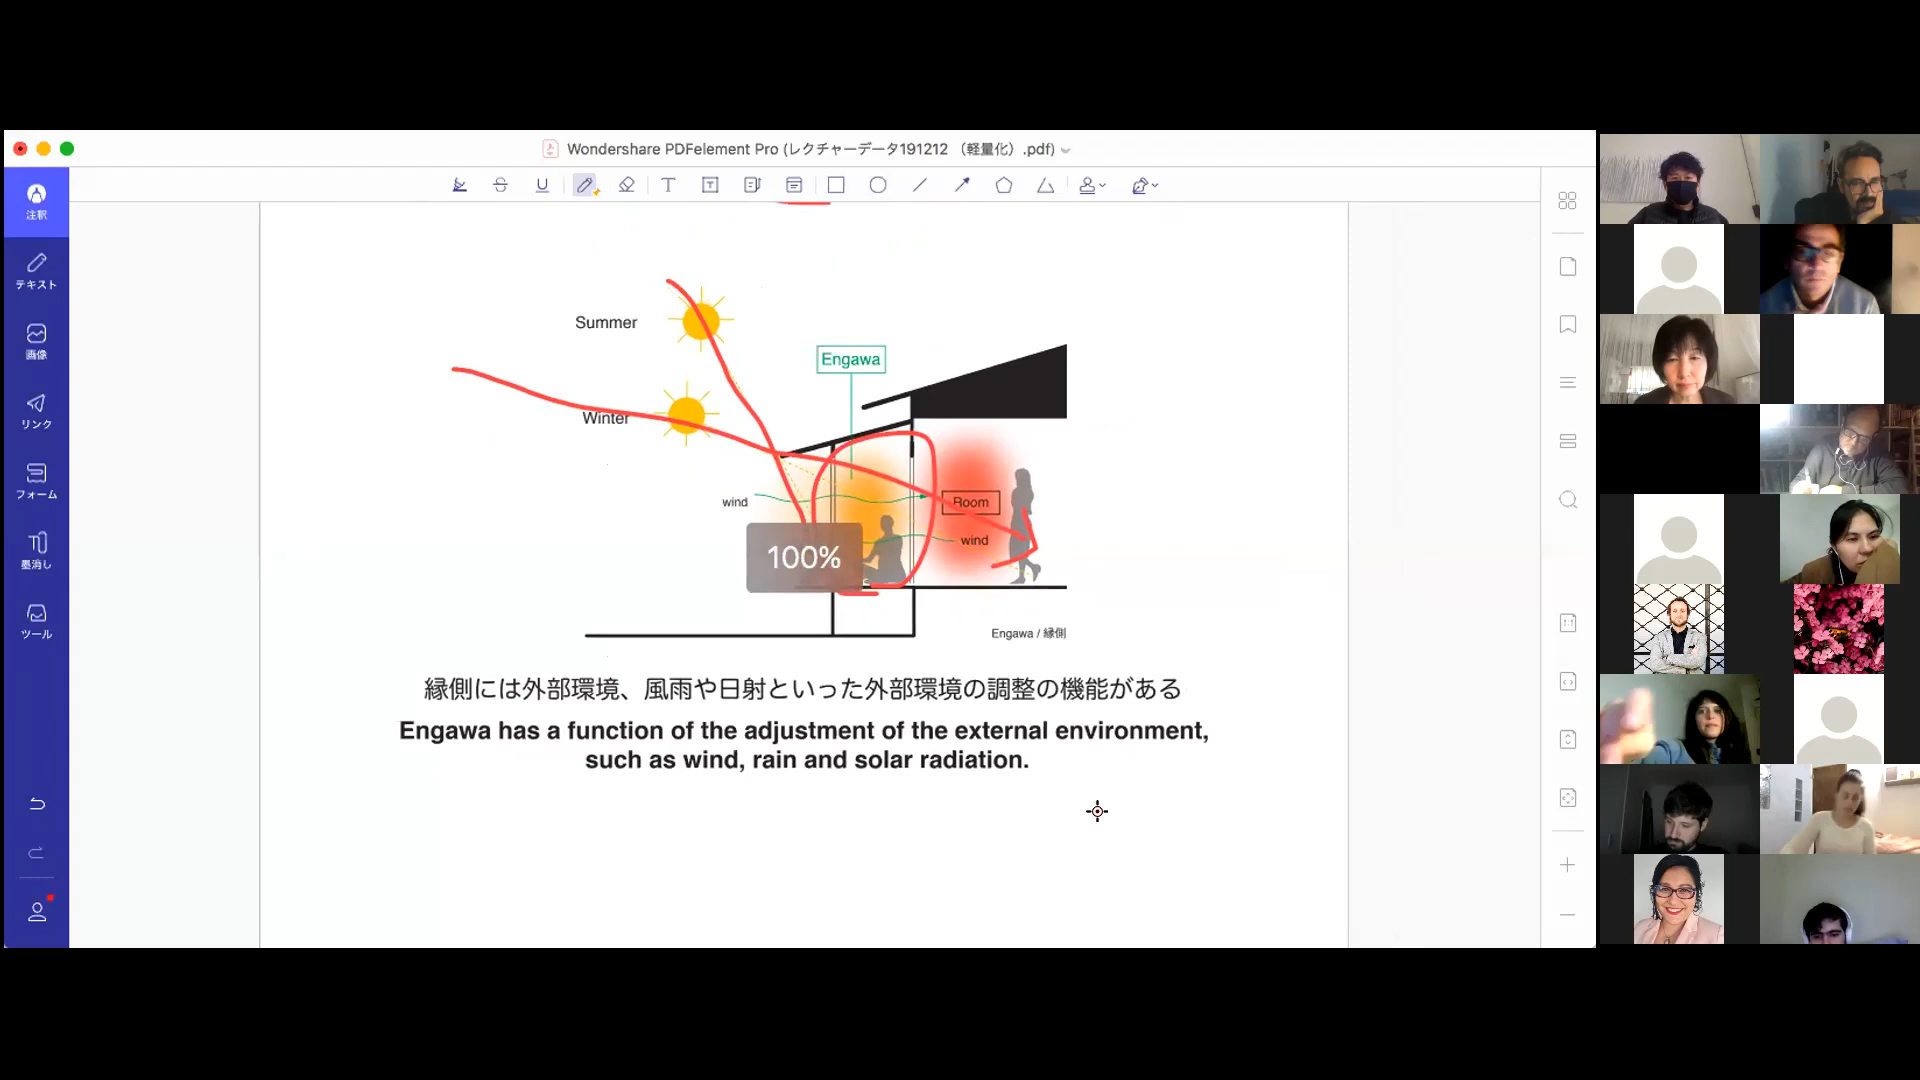 Wondershare PDFelement Pro (レクチャーデータ191212 （軽量化）.pdf)
注釈
テキスト
画像
リンク
フォーム
墨消し
ツール
Summer
Winter
Engawa
wind
Room
wind
100%
Engawa / 縁側
縁側には外部環境、風雨や日射といった外部環境の調整の機能がある
Engawa has a function of the adjustment of the external environment,
such as wind, rain and solar radiation.